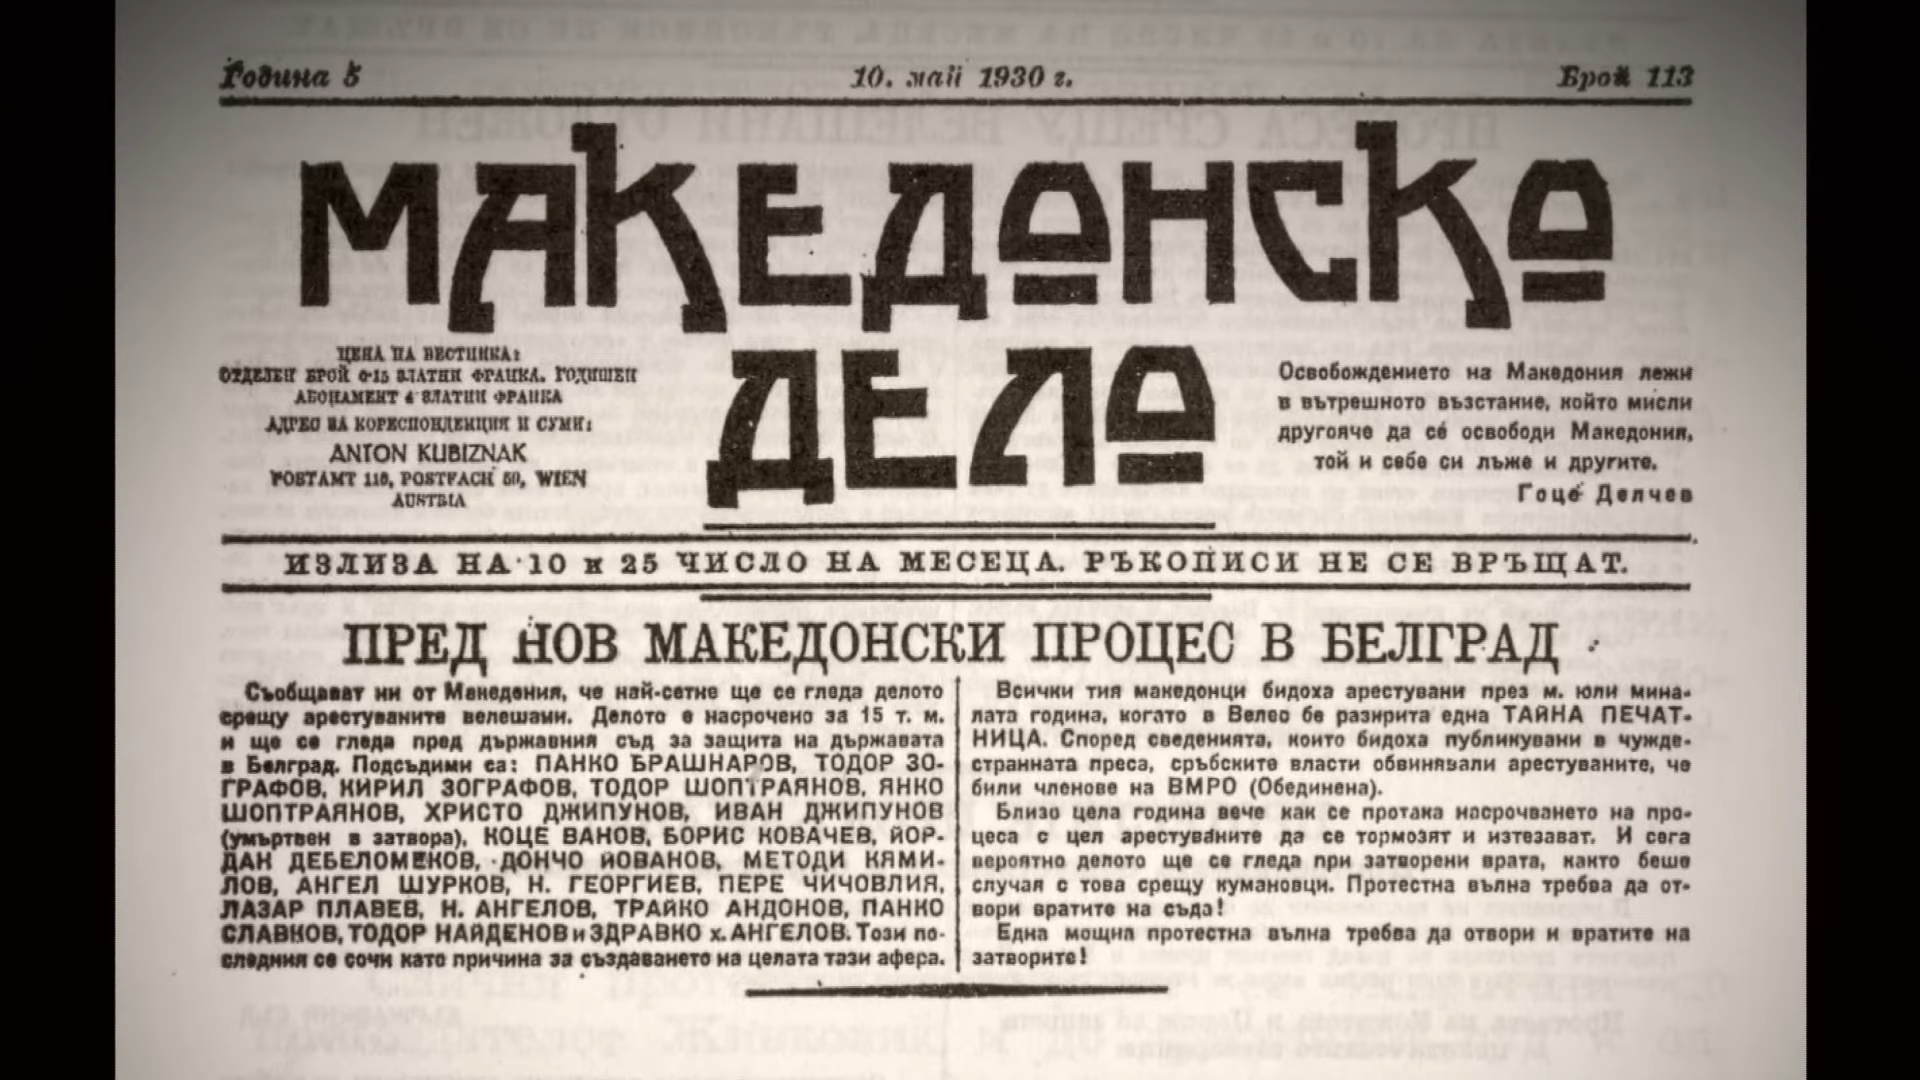 Година 5
10. май 1930 г.
Брой 113
МАКЕДОНСКО
ДЕЛО
ЦЕНА НА ВЕСТНИКА:
ОТДЕЛЕН БРОЙ 0·15 ЗЛАТНИ ФРАНКА. ГОДИШЕН
АБОНАМЕНТ 4 ЗЛАТНИ ФРАНКА
АДРЕС ЗА КОРЕСПОНДЕНЦИЯ И СУМИ:
ANTON KUBIZNAK
POSTAMT 119, POSTFACH 50, WIEN
AUSTRIA
Освобождението на Македония лежи
в вътрешното възстание, който мисли
другояче да се освободи Македония,
той и себе си лъже и другите.
Гоце Делчев
ИЗЛИЗА НА 10 и 25 ЧИСЛО НА МЕСЕЦА. РЪКОПИСИ НЕ СЕ ВРЪЩАТ.
ПРЕД НОВ МАКЕДОНСКИ ПРОЦЕС В БЕЛГРАД
Съобщават ни от Македения, че най-сетне ще се гледа делото
срещу арестуваните велешани. Делото е насрочено за 15 т. м.
и ще се гледа пред държавния съд за защита на държавата
в Белград. Подсъдими са: ПАНКО БРАШНАРОВ, ТОДОР ЗО-
ГРАФОВ, КИРИЛ ЗОГРАФОВ, ТОДОР ШОПТРАЯНОВ, ЯНКО
ШОПТРАЯНОВ, ХРИСТО ДЖИПУНОВ, ИВАН ДЖИПУНОВ
(умъртвен в затвора), КОЦЕ ВАНОВ, БОРИС КОВАЧЕВ, ЙОР-
ДАН ДЕБЕЛОМЕКОВ, ДОНЧО ЙОВАНОВ, МЕТОДИ КЯМИ-
ЛОВ, АНГЕЛ ШУРКОВ, Н. ГЕОРГИЕВ, ПЕРЕ ЧИЧОВЛИЯ,
ЛАЗАР ПЛАВЕВ, Н. АНГЕЛОВ, ТРАЙКО АНДОНОВ, ПАНКО
СЛАВКОВ, ТОДОР НАЙДЕНОВ и ЗДРАВКО х. АНГЕЛОВ. Този по-
следния се сочи като причина за създаването на целата тази афера.
Всички тия македонци бидоха арестувани през м. юли мина-
лата година, когато в Велес бе разкрита една ТАЙНА ПЕЧАТ-
НИЦА. Според сведенията, които бидоха публикувани в чужде-
странната преса, сръбските власти обвинявали арестуваните, че
били членове на ВМРО (Обединена).
Близо цела година вече как се протака насрочването на про-
цеса с цел арестуваните да се тормозят и изтезават. И сега
вероятно делото ще се гледа при затворени врата, както беше
случая с това срещу кумановци. Протестна вълна требва да от-
вори вратите на съда!
Една мощна протестна вълна требва да отвори и вратите на
затворите!